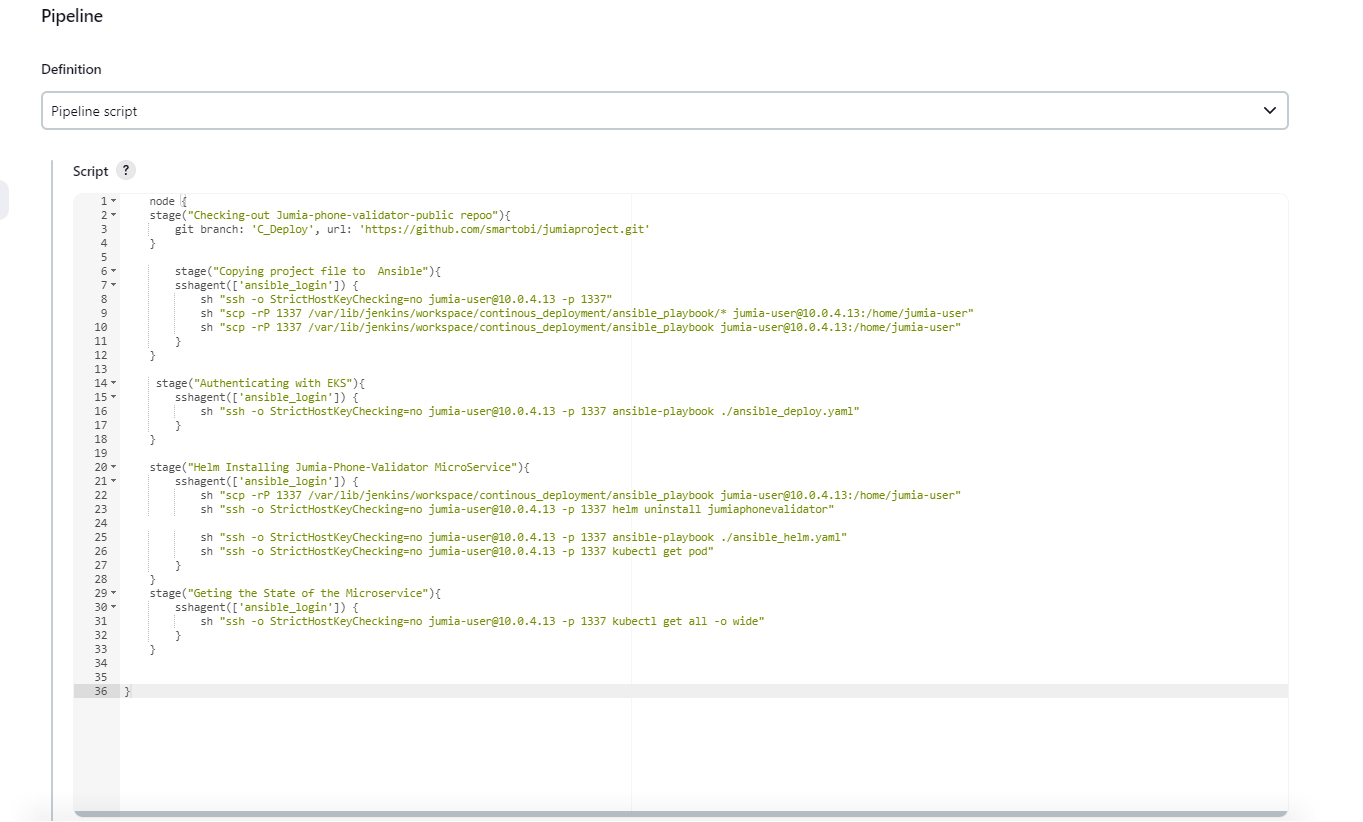 Pipeline
Definition
Pipeline script
Script ?
1 node {
2 stage("Checking-out Jumia-phone-validator-public repoo"){
3 git branch: 'C_Deploy', url: 'https://github.com/smartobi/jumiaproject.git'
4 }
5
6 stage("Copying project file to  Ansible"){
7 sshagent(['ansible_login']) {
8 sh "ssh -o StrictHostKeyChecking=no jumia-user@10.0.4.13 -p 1337"
9 sh "scp -rP 1337 /var/lib/jenkins/workspace/continous_deployment/ansible_playbook/* jumia-user@10.0.4.13:/home/jumia-user"
10 sh "scp -rP 1337 /var/lib/jenkins/workspace/continous_deployment/ansible_playbook jumia-user@10.0.4.13:/home/jumia-user"
11 }
12 }
13
14 stage("Authenticating with EKS"){
15 sshagent(['ansible_login']) {
16 sh "ssh -o StrictHostKeyChecking=no jumia-user@10.0.4.13 -p 1337 ansible-playbook ./ansible_deploy.yaml"
17 }
18 }
19
20 stage("Helm Installing Jumia-Phone-Validator MicroService"){
21 sshagent(['ansible_login']) {
22 sh "scp -rP 1337 /var/lib/jenkins/workspace/continous_deployment/ansible_playbook jumia-user@10.0.4.13:/home/jumia-user"
23 sh "ssh -o StrictHostKeyChecking=no jumia-user@10.0.4.13 -p 1337 helm uninstall jumiaphonevalidator"
24
25 sh "ssh -o StrictHostKeyChecking=no jumia-user@10.0.4.13 -p 1337 ansible-playbook ./ansible_helm.yaml"
26 sh "ssh -o StrictHostKeyChecking=no jumia-user@10.0.4.13 -p 1337 kubectl get pod"
27 }
28 }
29 stage("Geting the State of the Microservice"){
30 sshagent(['ansible_login']) {
31 sh "ssh -o StrictHostKeyChecking=no jumia-user@10.0.4.13 -p 1337 kubectl get all -o wide"
32 }
33 }
34
35
36 }